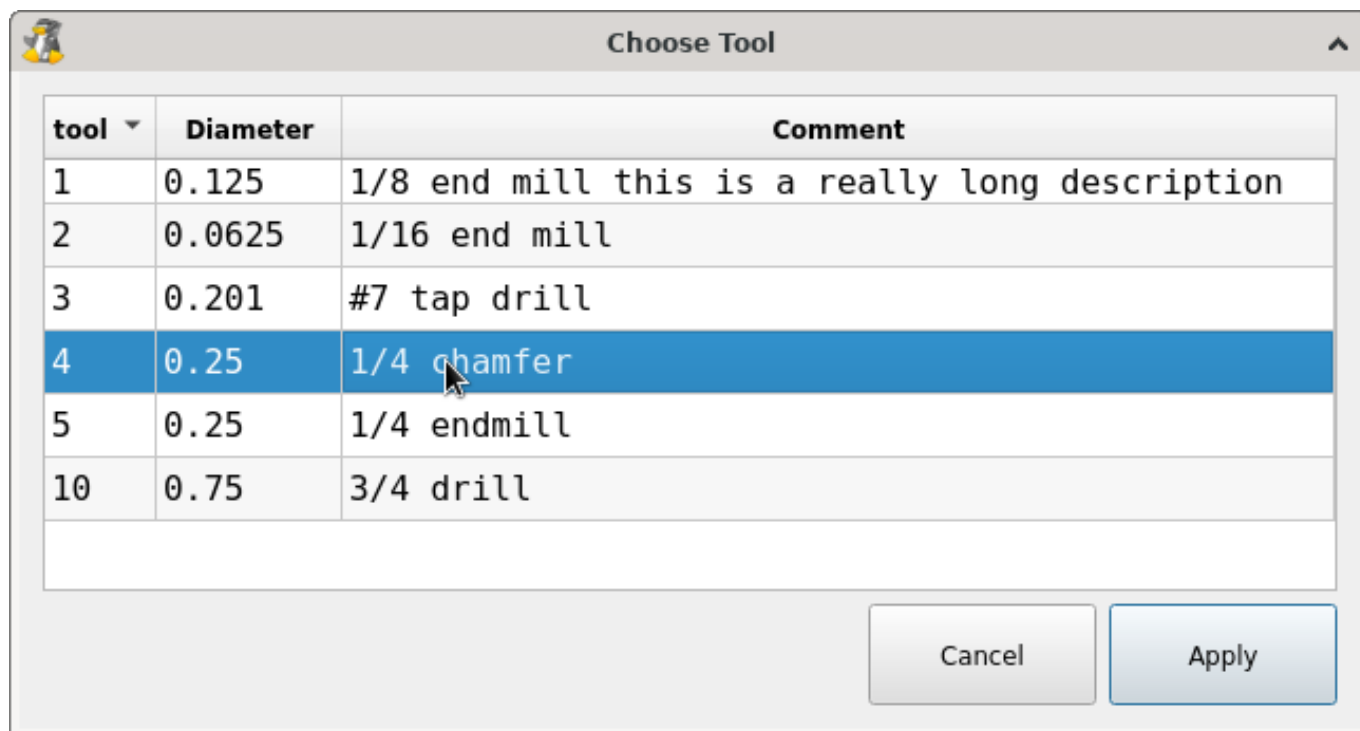 Choose Tool
tool Diameter Comment
1 0.125 1/8 end mill this is a really long description
2 0.0625 1/16 end mill
3 0.201 #7 tap drill
4 0.25 1/4 chamfer
5 0.25 1/4 endmill
10 0.75 3/4 drill
Cancel Apply